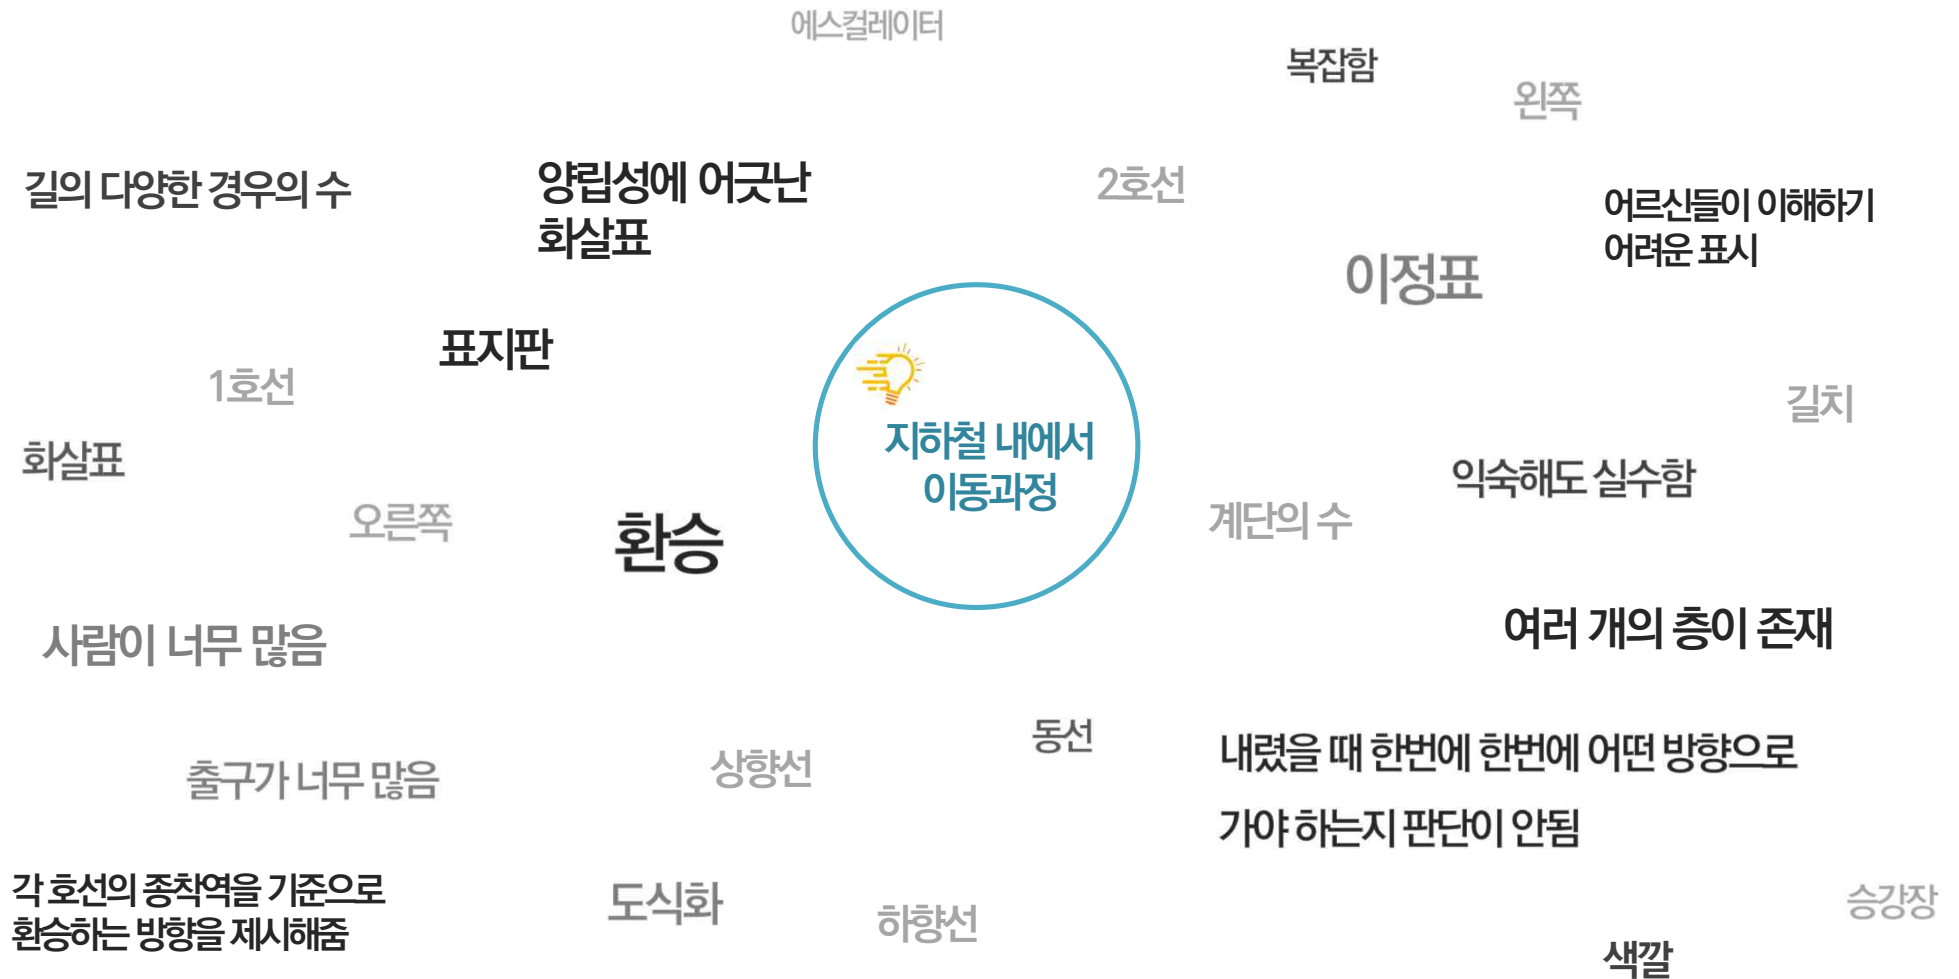 에스컬레이터
복잡함
왼쪽
길의 다양한 경우의 수
양립성에 어긋난
화살표
2호선
어르신들이 이해하기
어려운 표시
이정표
표지판
1호선
길치
화살표
지하철 내에서
이동과정
익숙해도 실수함
오른쪽
환승
계단의 수
사람이 너무 많음
여러 개의 층이 존재
동선
내렸을 때 한번에 한번에 어떤 방향으로
가야 하는지 판단이 안됨
출구가 너무 많음
상향선
각 호선의 종착역을 기준으로
환승하는 방향을 제시해줌
도식화
하향선
승강장
색깔